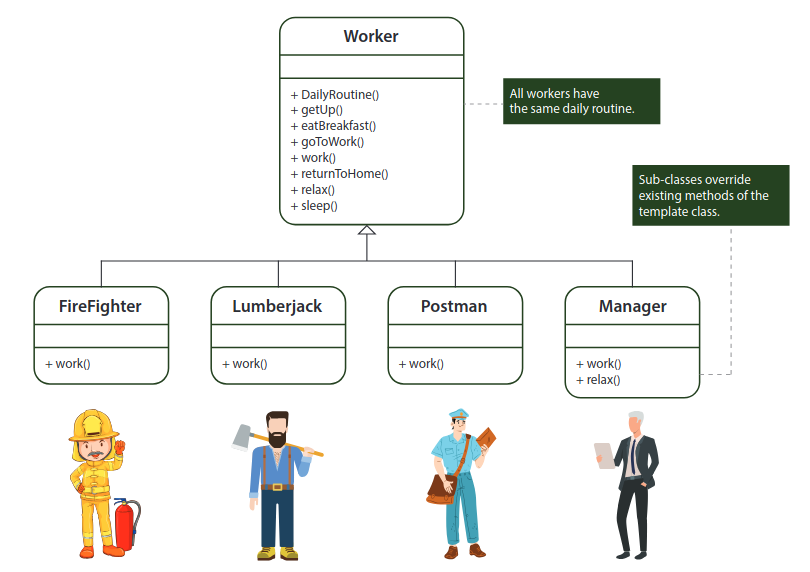 Worker
+ DailyRoutine()
+ getUp()
+ eatBreakfast()
+ goToWork()
+ work()
+ returnToHome()
+ relax()
+ sleep()
All workers have
the same daily routine.
Sub-classes override
existing methods of the
template class.
FireFighter
+ work()
Lumberjack
+ work()
Postman
+ work()
Manager
+ work()
+ relax()